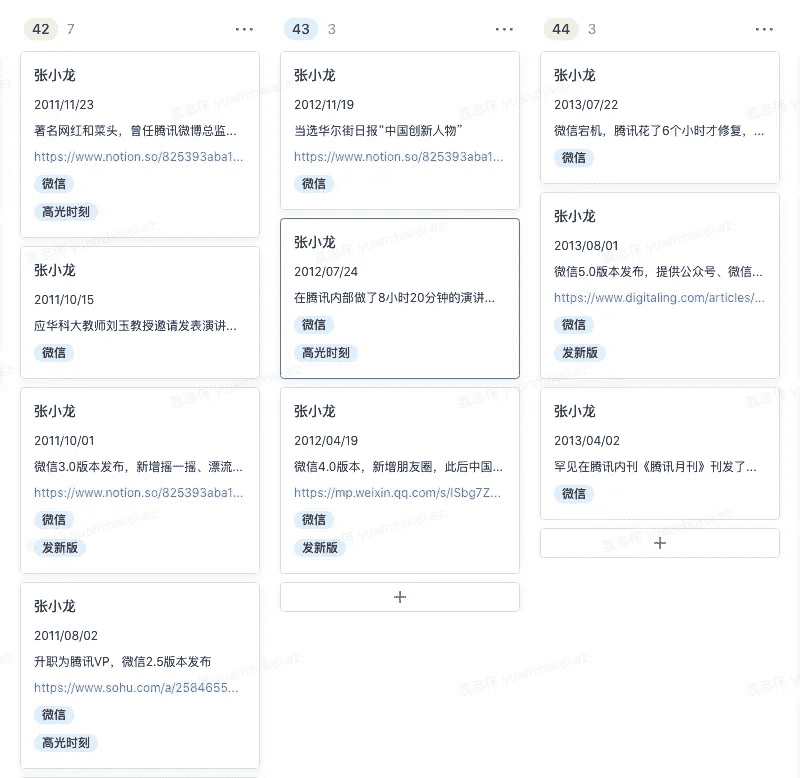 42 7 ...
张小龙
2011/11/23
著名网红和菜头，曾任腾讯微博总监...
https://www.notion.so/825393aba1...
微信
高光时刻
张小龙
2011/10/15
应华科大教师刘玉教授邀请发表演讲...
微信
张小龙
2011/10/01
微信3.0版本发布，新增摇一摇、漂流...
https://www.notion.so/825393aba1...
微信
发新版
张小龙
2011/08/02
升职为腾讯VP，微信2.5版本发布
https://www.sohu.com/a/2584655...
微信
高光时刻
43 3 ...
张小龙
2012/11/19
当选华尔街日报“中国创新人物”
https://www.notion.so/825393aba1...
微信
张小龙
2012/07/24
在腾讯内部做了8小时20分钟的演讲...
微信
高光时刻
张小龙
2012/04/19
微信4.0版本，新增朋友圈，此后中国...
https://mp.weixin.qq.com/s/ISbg7Z...
微信
发新版
+
44 3 ...
张小龙
2013/07/22
微信宕机，腾讯花了6个小时才修复，...
微信
张小龙
2013/08/01
微信5.0版本发布，提供公众号、微信...
https://www.digitaling.com/articles/...
微信
发新版
张小龙
2013/04/02
罕见在腾讯内刊《腾讯月刊》刊发了...
微信
+